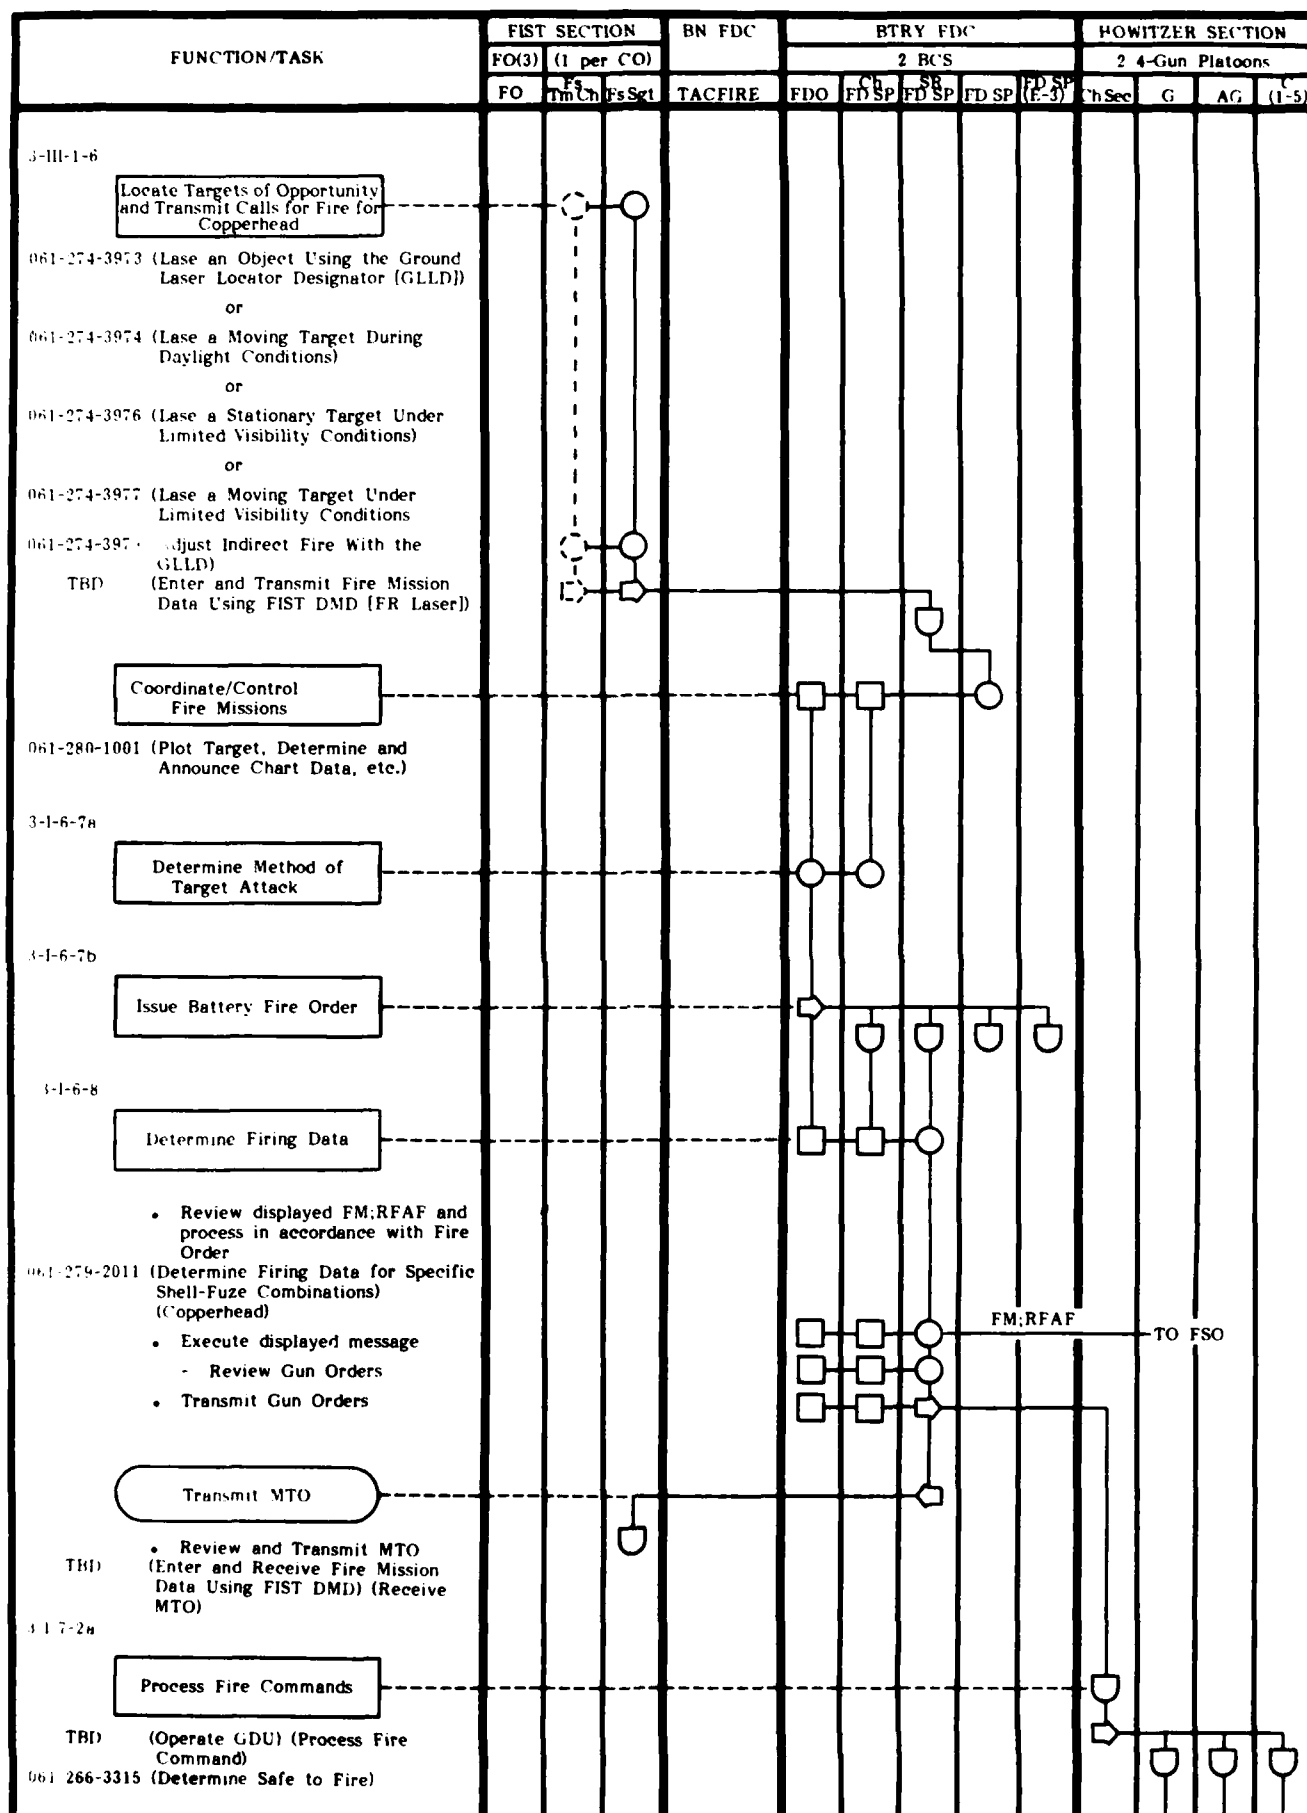 FUNCTION/TASK
FIST SECTION
BN FDC
BTRY FDC
HOWITZER SECTION
FO(3)
(1 per CO)
2 BCS
2 4-Gun Platoons
FO
Fs Tm Ch
Fs Sgt
TACFIRE
FDO
Ch FD SP
SR FD SP
FD SP
FD SP (E-3)
Ch Sec
G
AG
C (1-5)
3-III-1-6
Locate Targets of Opportunity
and Transmit Calls for Fire for
Copperhead
061-274-3973 (Lase an Object Using the Ground
Laser Locator Designator [GLLD])
or
061-274-3974 (Lase a Moving Target During
Daylight Conditions)
or
061-274-3976 (Lase a Stationary Target Under
Limited Visibility Conditions)
or
061-274-3977 (Lase a Moving Target Under
Limited Visibility Conditions
061-274-397 djust Indirect Fire With the
GLLD)
TBD (Enter and Transmit Fire Mission
Data Using FIST DMD [FR Laser])
Coordinate/Control
Fire Missions
061-280-1001 (Plot Target, Determine and
Announce Chart Data, etc.)
3-I-6-7a
Determine Method of
Target Attack
3-I-6-7b
Issue Battery Fire Order
3-I-6-8
Determine Firing Data
• Review displayed FM;RFAF and
process in accordance with Fire
Order
061-279-2011 (Determine Firing Data for Specific
Shell-Fuze Combinations)
(Copperhead)
FM;RFAF
• Execute displayed message
TO FSO
- Review Gun Orders
• Transmit Gun Orders
Transmit MTO
• Review and Transmit MTO
TBD (Enter and Receive Fire Mission
Data Using FIST DMD) (Receive
MTO)
3 1 7-2a
Process Fire Commands
TBD (Operate GDU) (Process Fire
Command)
061 266-3315 (Determine Safe to Fire)